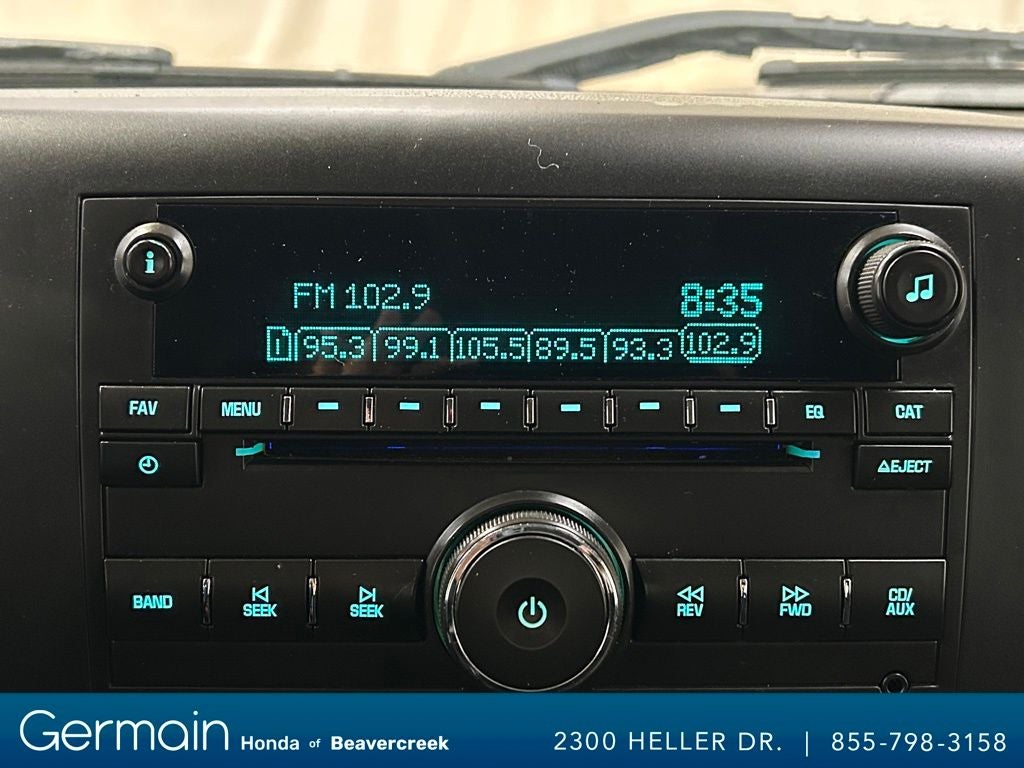 i
FM 102.9 8:35
1 95.3 99.1 105.5 89.5 93.3 102.9
FAV MENU EQ CAT
EJECT
BAND SEEK SEEK REV FWD CD/
AUX
Germain Honda of Beavercreek 2300 HELLER DR. | 855-798-3158